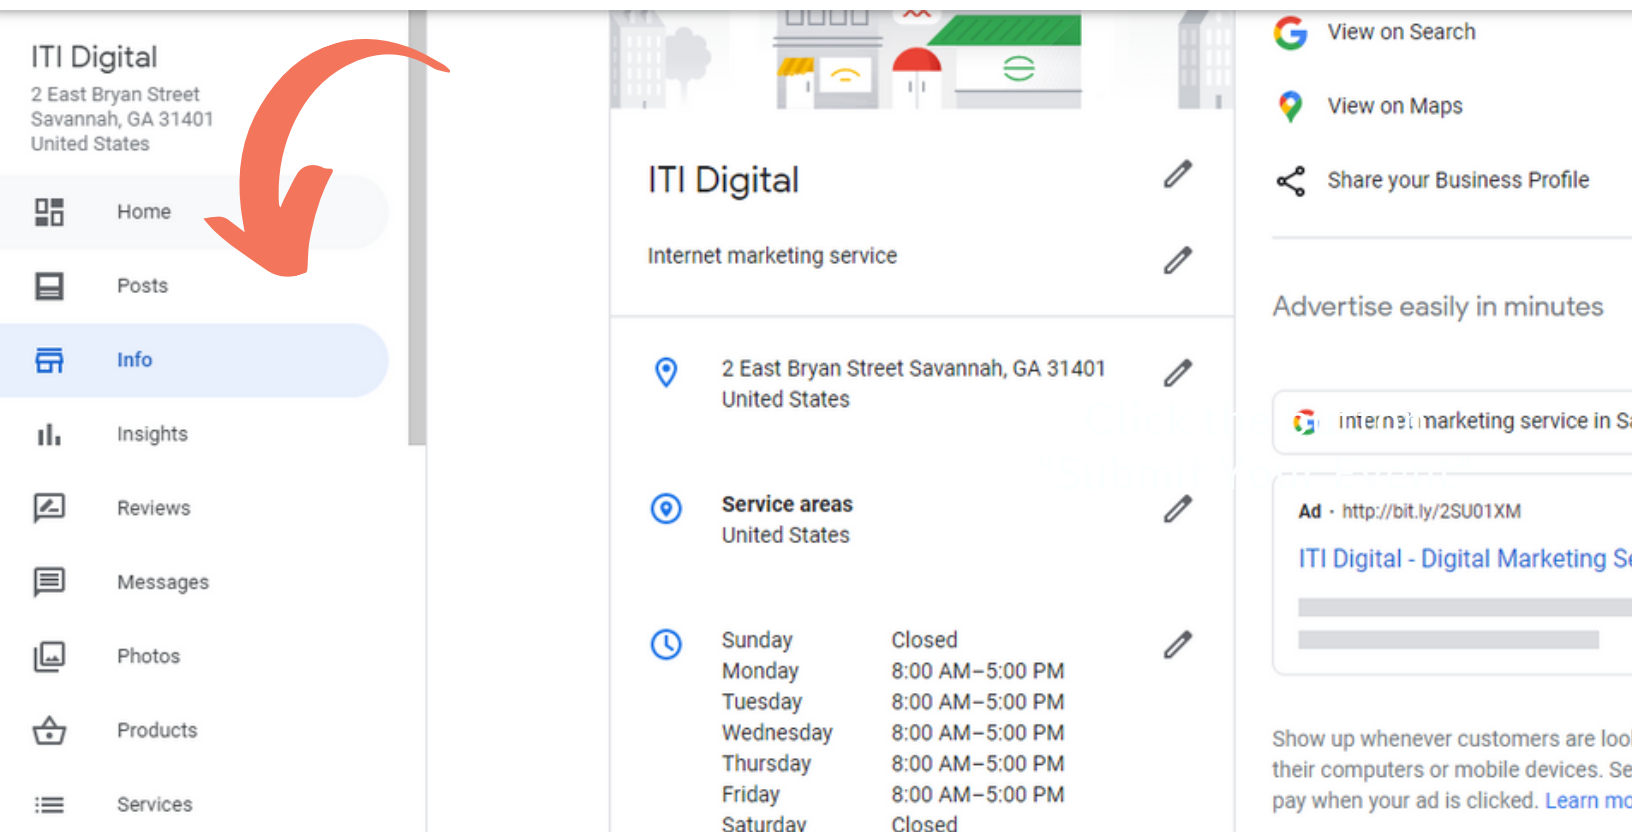 ITI Digital
2 East Bryan Street
Savannah, GA 31401
United States
Home
Posts
Info
Insights
Reviews
Messages
Photos
Products
Services
ITI Digital
Internet marketing service
2 East Bryan Street Savannah, GA 31401
United States
Service areas
United States
Sunday Closed
Monday 8:00 AM–5:00 PM
Tuesday 8:00 AM–5:00 PM
Wednesday 8:00 AM–5:00 PM
Thursday 8:00 AM–5:00 PM
Friday 8:00 AM–5:00 PM
Saturday Closed
View on Search
View on Maps
Share your Business Profile
Advertise easily in minutes
internet marketing service in
Ad · http://bit.ly/2SU01XM
ITI Digital - Digital Marketing
Show up whenever customers are
their computers or mobile devices.
pay when your ad is clicked. Learn